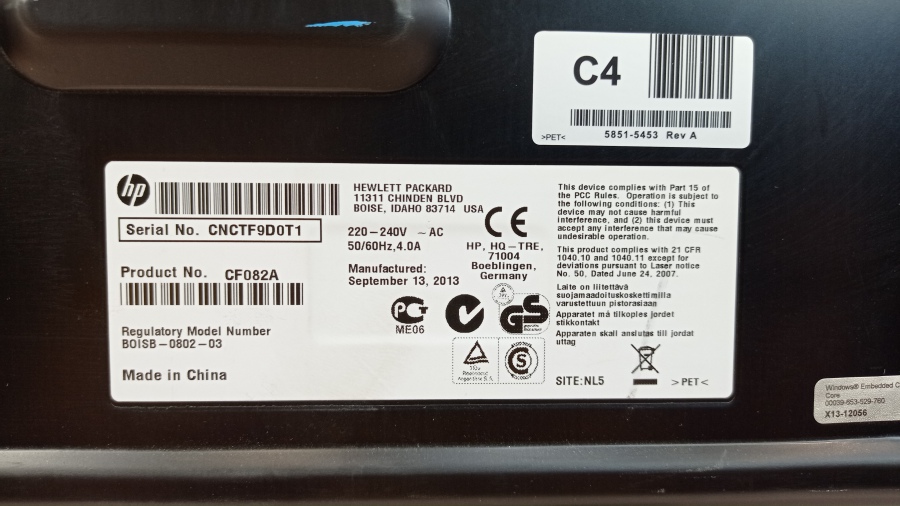 C4
>PET<
5851-5453 Rev A
hp
Serial No. CNCTF9D0T1
Product No. CF082A
Regulatory Model Number
BOISB-0802-03
Made in China
HEWLETT PACKARD
11311 CHINDEN BLVD
BOISE, IDAHO 83714 USA
220-240V ~ AC
50/60Hz,4.0A
Manufactured:
September 13, 2013
CE
HP, HQ-TRE,
71004
Boeblingen,
Germany
ME06
GS
S
SITE:NL5
>PET<
This device complies with Part 15 of
the FCC Rules. Operation is subject to
the following conditions: (1) This
device may not cause harmful
interference, and (2) this device must
accept any interference that may cause
undesirable operation.
This product complies with 21 CFR
1040.10 and 1040.11 except for
deviations pursuant to Laser notice
No. 50, Dated June 24, 2007.
Laite on liitettävä
suojamaadoituskoskettimilla
varustettuun pistorasiaan
Apparatet må tilkoples jordet
stikkontakt
Apparaten skall anslutas till jordat
uttag
Windows® Embedded C
Core
00039-653-529-760
X13-12056